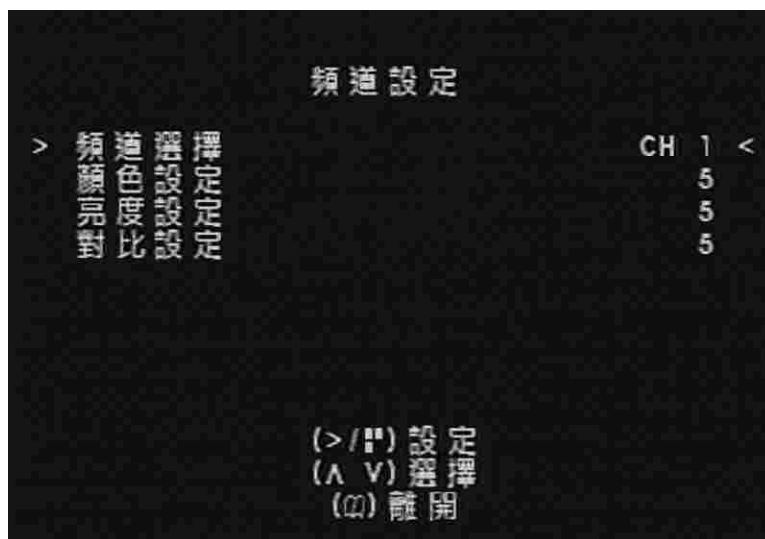 頻道設定
> 頻道選擇 CH 1 <
顏色設定 5
亮度設定 5
對比設定 5
(>/⑈) 設定
(∧ ∨) 選擇
(🕮) 離開